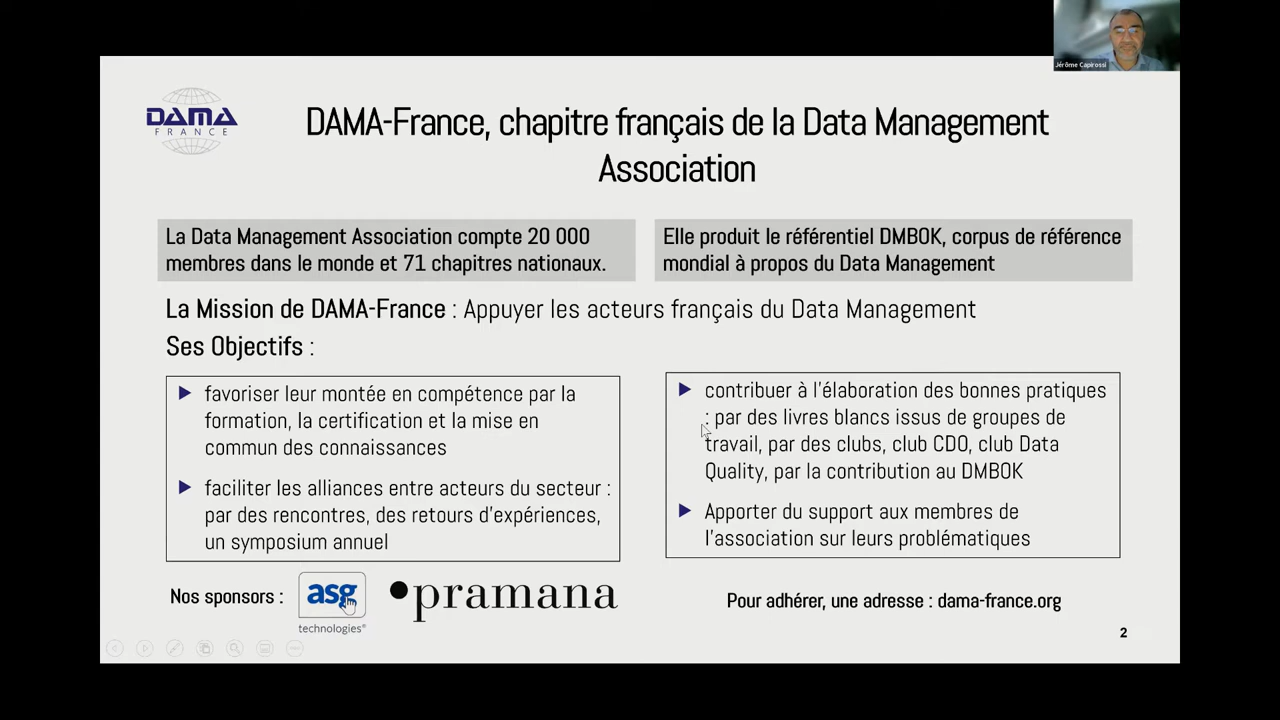 Jérôme Capirossi
DAMA
FRANCE
DAMA-France, chapitre français de la Data Management
Association
La Data Management Association compte 20 000
membres dans le monde et 71 chapitres nationaux.
Elle produit le référentiel DMBOK, corpus de référence
mondial à propos du Data Management
La Mission de DAMA-France : Appuyer les acteurs français du Data Management
Ses Objectifs :
favoriser leur montée en compétence par la
formation, la certification et la mise en
commun des connaissances
faciliter les alliances entre acteurs du secteur :
par des rencontres, des retours d'expériences,
un symposium annuel
contribuer à l'élaboration des bonnes pratiques
: par des livres blancs issus de groupes de
travail, par des clubs, club CDO, club Data
Quality, par la contribution au DMBOK
Apporter du support aux membres de
l'association sur leurs problématiques
Nos sponsors :
asg
technologies®
pramana
Pour adhérer, une adresse : dama-france.org
2